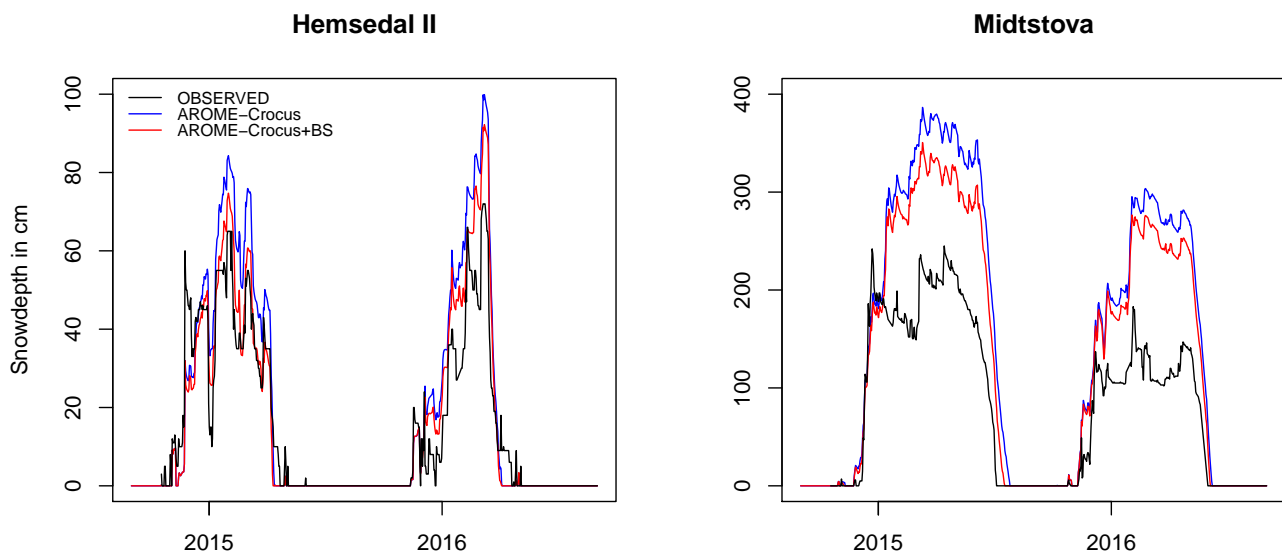 Hemsedal II
Snowdepth in cm
100
80
60
40
20
0
OBSERVED
AROME−Crocus
AROME−Crocus+BS
2015
2016
Midtstova
400
300
200
100
0
2015
2016